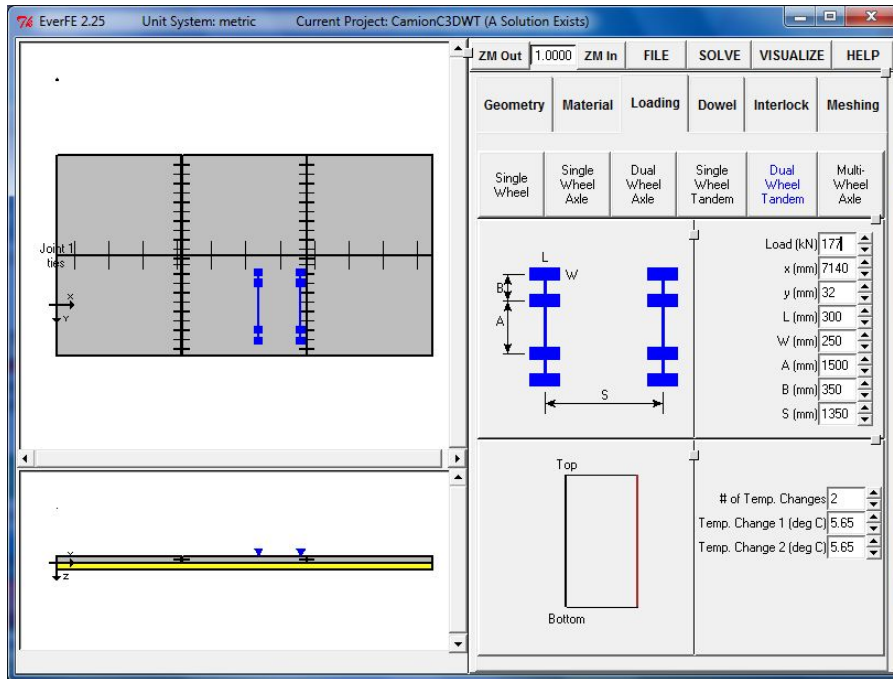 EverFE 2.25 Unit System: metric Current Project: CamionC3DWT (A Solution Exists)
ZM Out 1.0000 ZM In FILE SOLVE VISUALIZE HELP
Geometry Material Loading Dowel Interlock Meshing
Single Wheel
Single Wheel Axle
Dual Wheel Axle
Single Wheel Tandem
Dual Wheel Tandem
Multi-Wheel Axle
Joint 1
ties
X
Y
L
W
B
A
S
Load (kN) 177
x (mm) 7140
y (mm) 32
L (mm) 300
W (mm) 250
A (mm) 1500
B (mm) 350
S (mm) 1350
X
Z
Top
Bottom
# of Temp. Changes 2
Temp. Change 1 (deg C) 5.65
Temp. Change 2 (deg C) 5.65